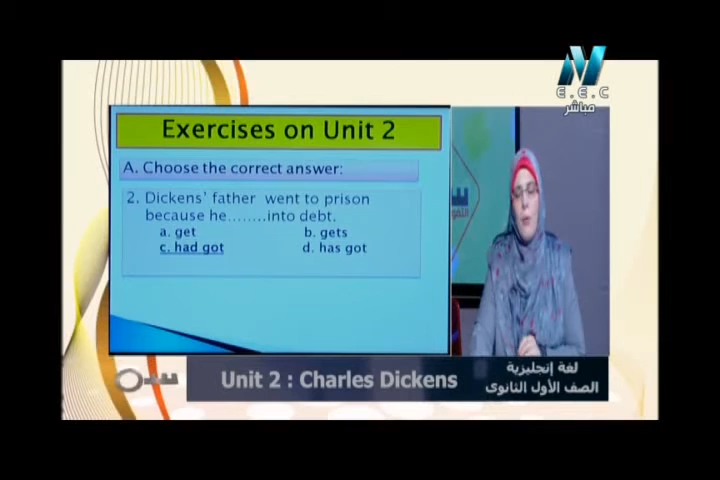 E.E.C
مباشر
Exercises on Unit 2
A. Choose the correct answer:
2. Dickens' father went to prison
because he........into debt.
a. get
b. gets
c. had got
d. has got
Unit 2 : Charles Dickens
لغة إنجليزية
الصف الأول الثانوى